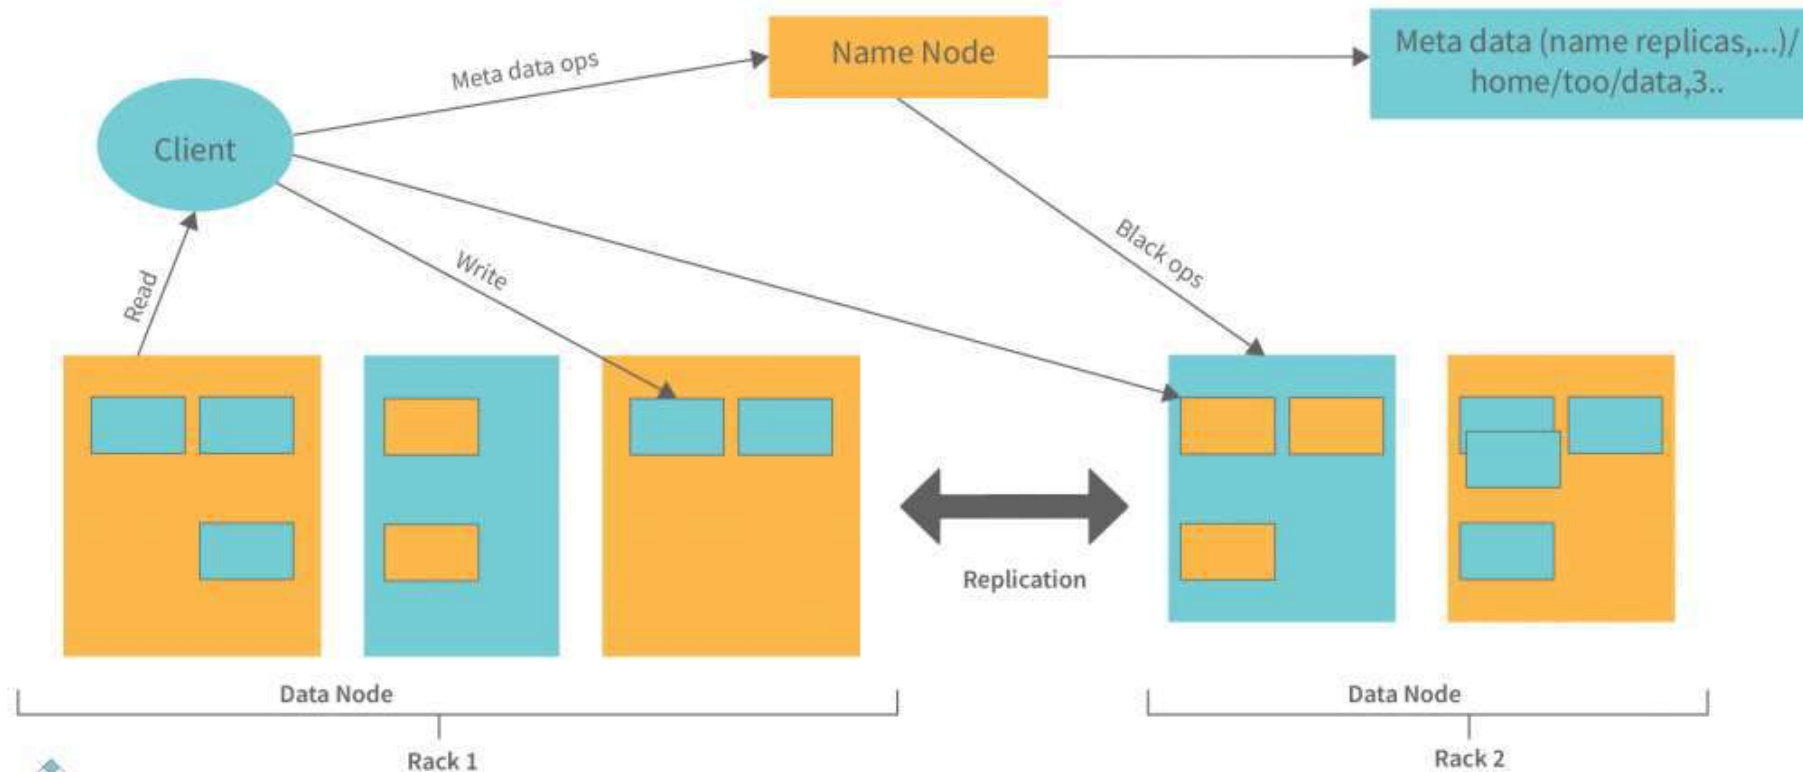 Name Node
Meta data (name replicas,...)/
home/too/data,3..
Meta data ops
Client
Black ops
Write
Read
Replication
Data Node
Data Node
Rack 1
Rack 2